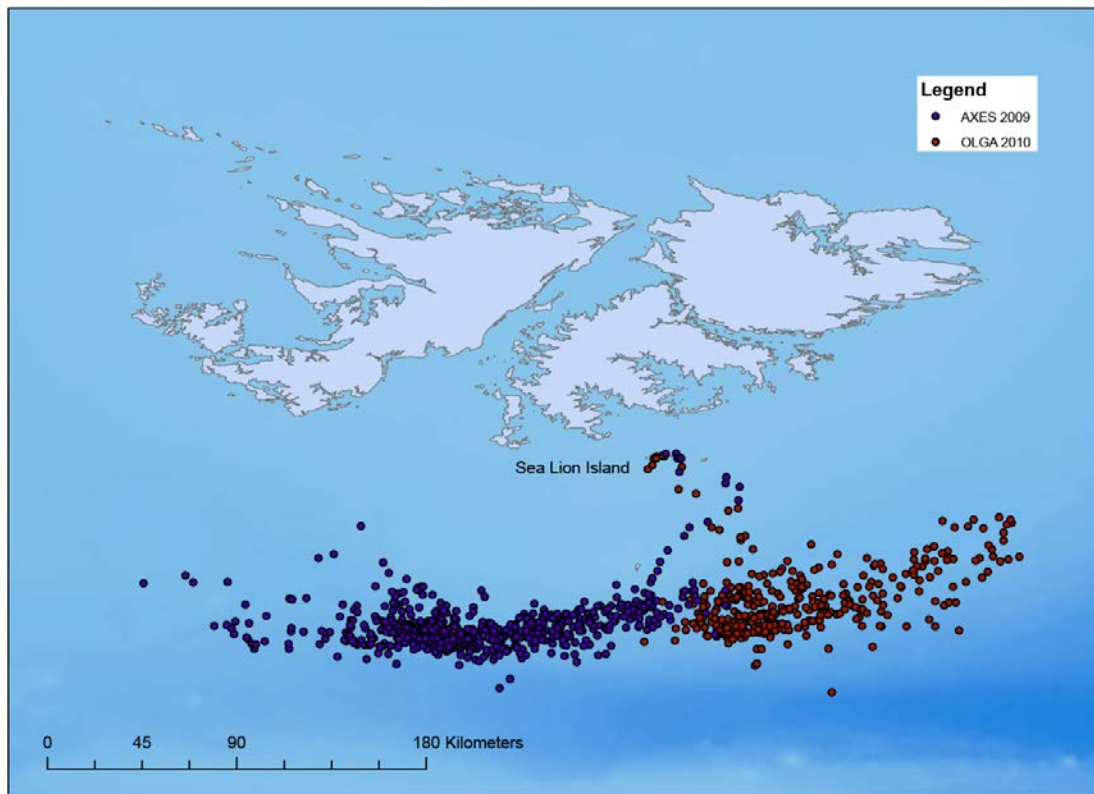 Legend
AXES 2009
OLGA 2010
Sea Lion Island
0 45 90 180 Kilometers